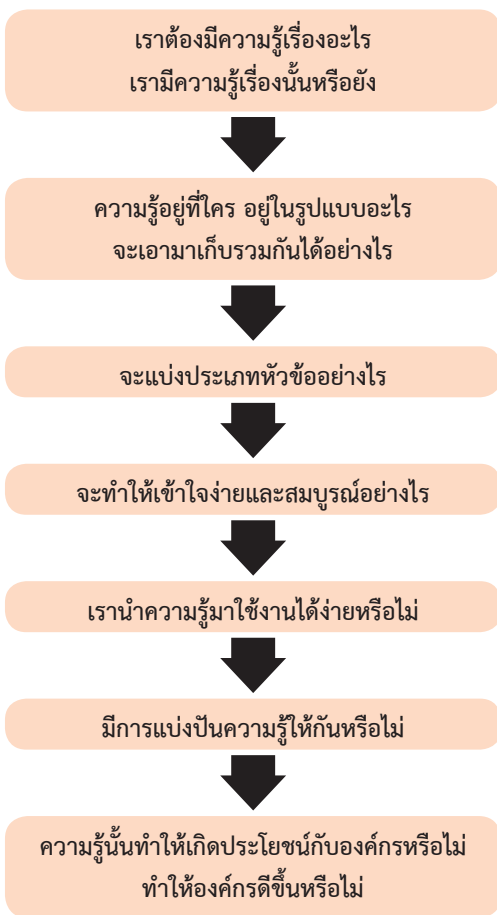 เราต้องมีความรู้เรื่องอะไร
เรามีความรู้เรื่องนั้นหรือยัง
ความรู้อยู่ที่ใคร อยู่ในรูปแบบอะไร
จะเอามาเก็บรวมกันได้อย่างไร
จะแบ่งประเภทหัวข้ออย่างไร
จะทำให้เข้าใจง่ายและสมบูรณ์อย่างไร
เรานำความรู้มาใช้งานได้ง่ายหรือไม่
มีการแบ่งปันความรู้ให้กันหรือไม่
ความรู้นั้นทำให้เกิดประโยชน์กับองค์กรหรือไม่
ทำให้องค์กรดีขึ้นหรือไม่